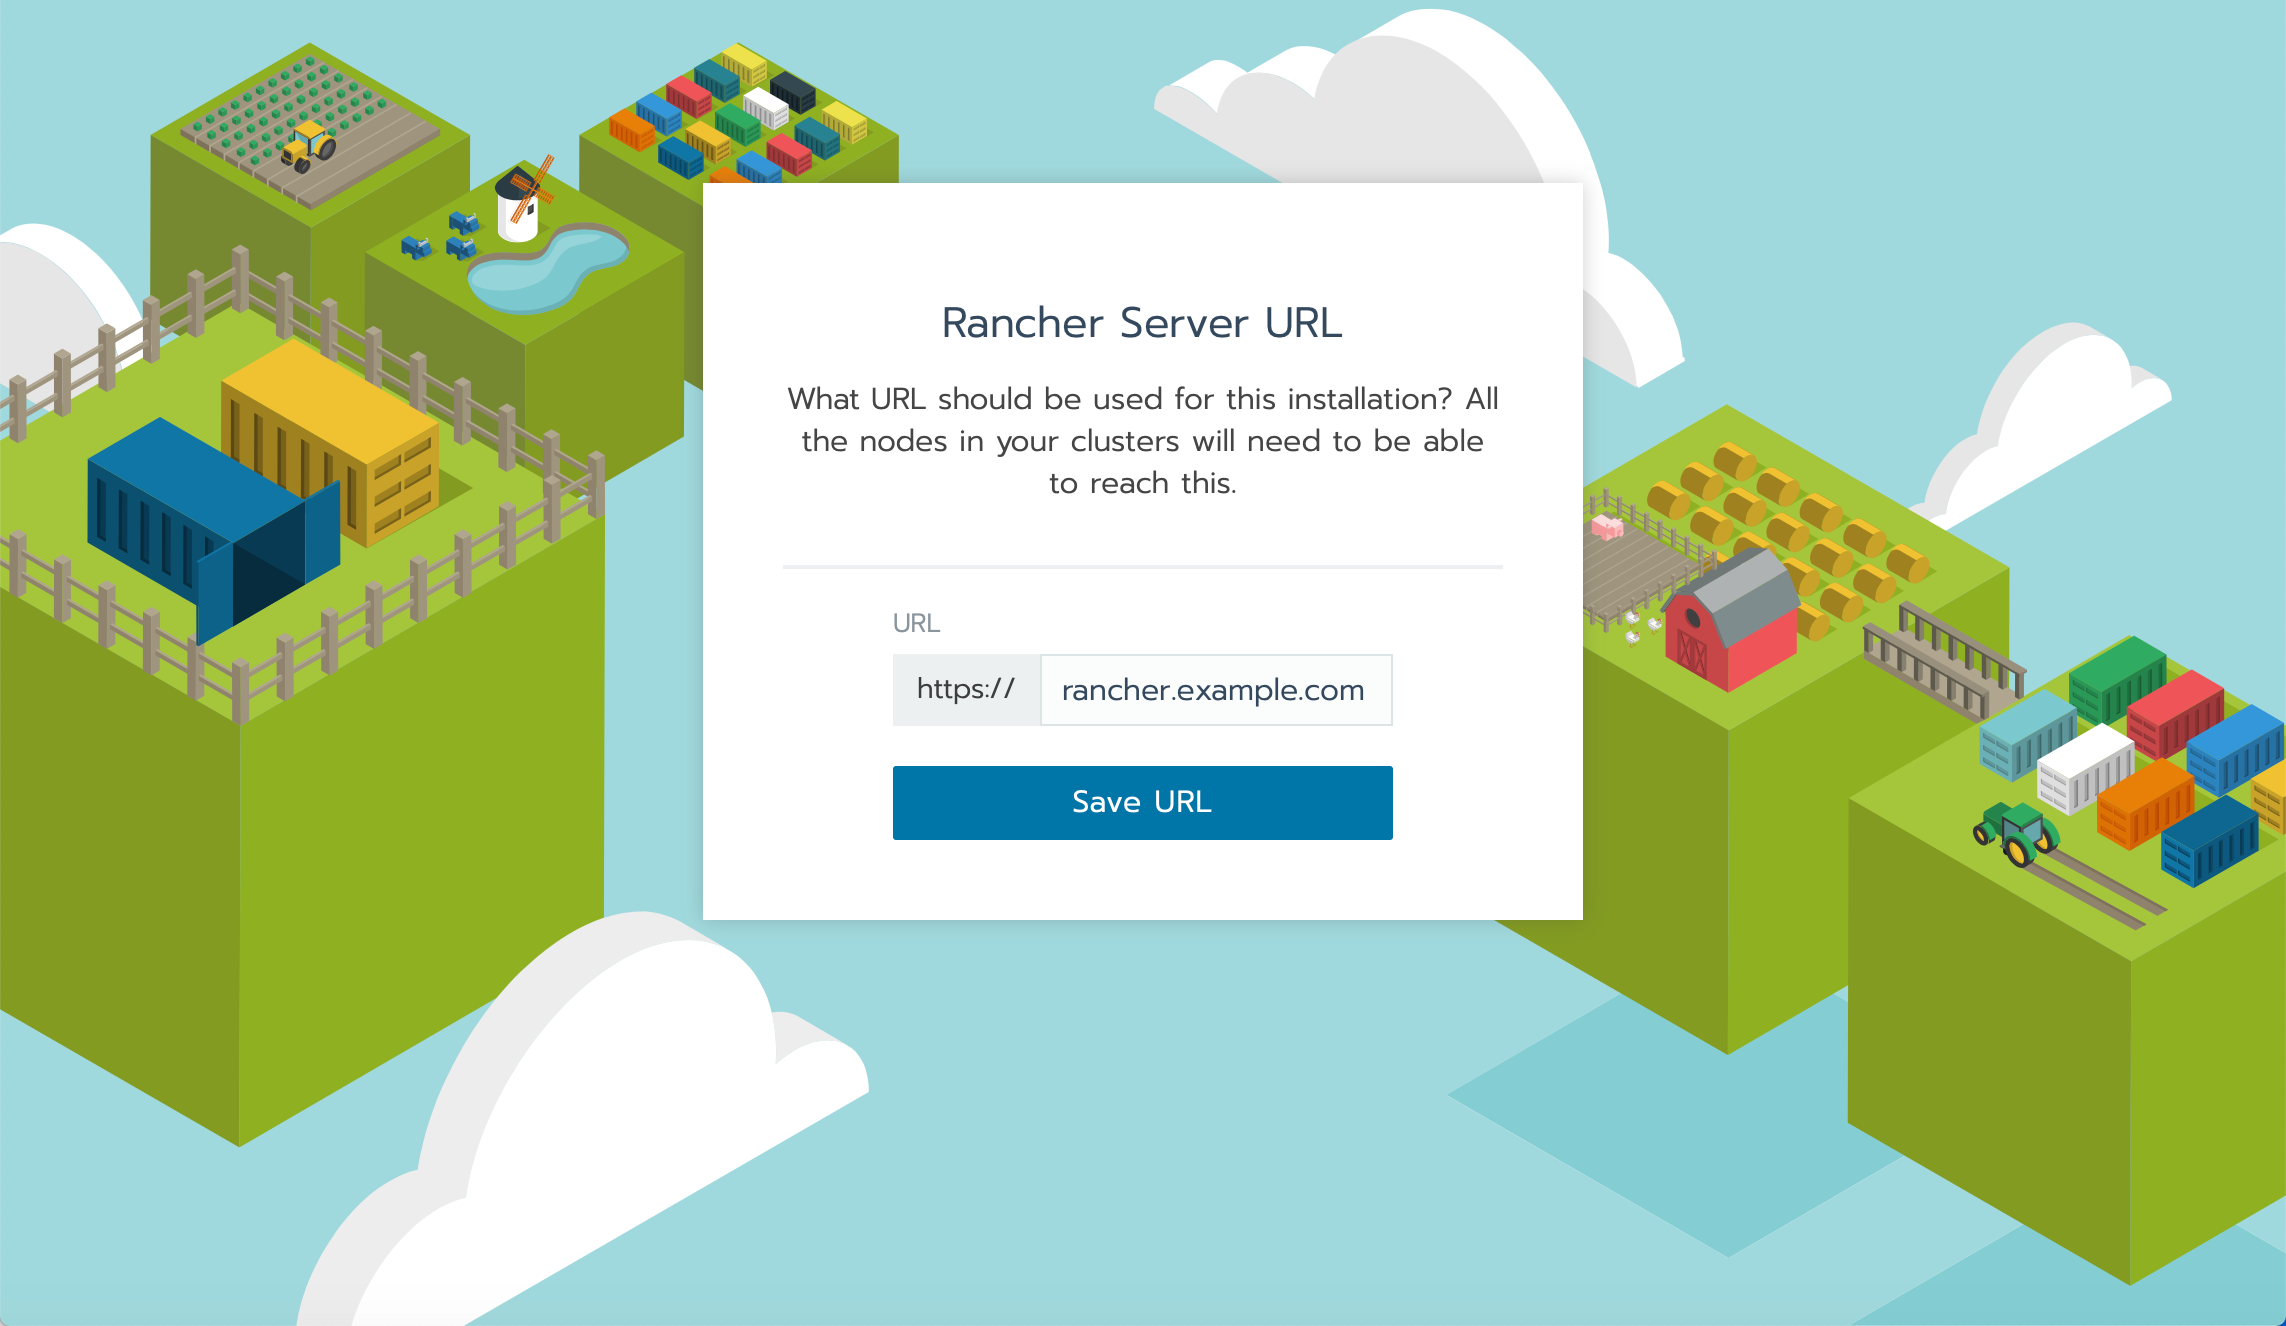 Rancher Server URL
What URL should be used for this installation? All
the nodes in your clusters will need to be able
to reach this.
URL
https:// rancher.example.com
Save URL